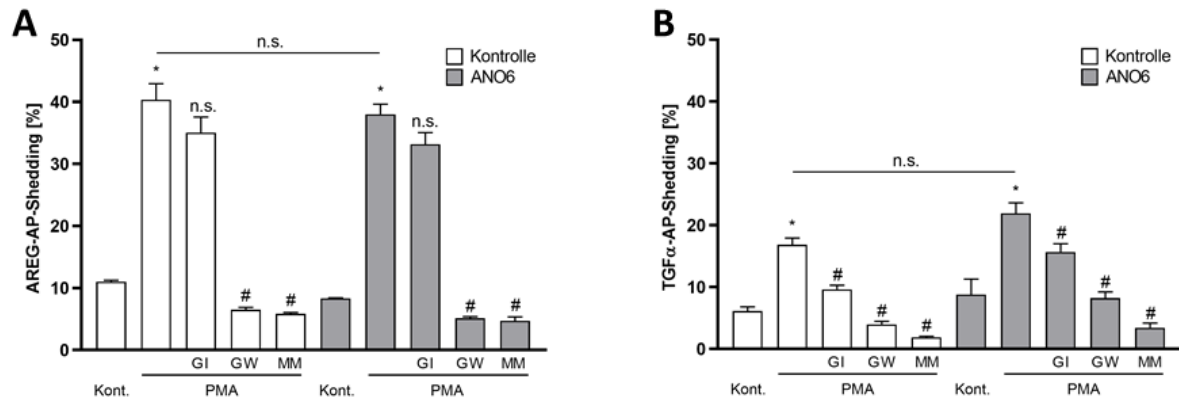 A
AREG-AP-Shedding [%]
50
40
30
20
10
0
n.s.
Kontrolle
ANO6
*
n.s.
#
#
*
n.s.
#
#
GI GW MM GI GW MM
Kont. PMA Kont. PMA
B
TGFα-AP-Shedding [%]
50
40
30
20
10
0
Kontrolle
ANO6
n.s.
*
#
#
#
*
#
#
#
GI GW MM GI GW MM
Kont. PMA Kont. PMA